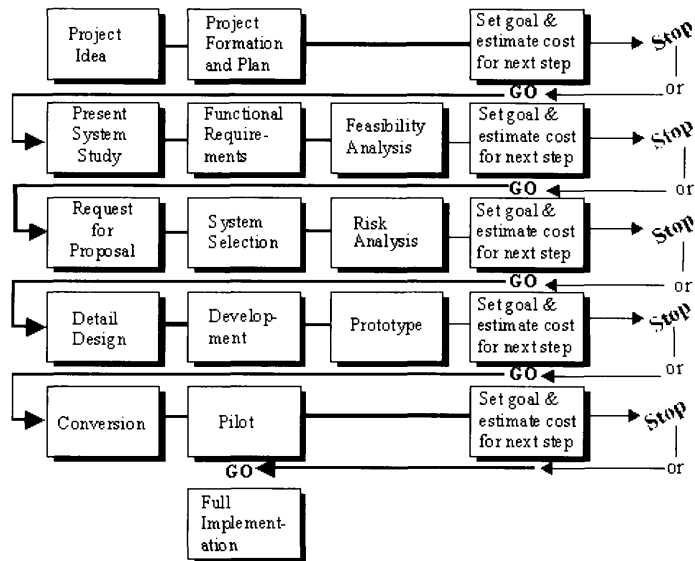 Project
Idea
Project
Formation
and Plan
Set goal &
estimate cost
for next step
Stop
or
GO
Present
System
Study
Functional
Require-
ments
Feasibility
Analysis
Set goal &
estimate cost
for next step
Stop
or
GO
Request
for
Proposal
System
Selection
Risk
Analysis
Set goal &
estimate cost
for next step
Stop
or
GO
Detail
Design
Develop-
ment
Prototype
Set goal &
estimate cost
for next step
Stop
or
GO
Conversion
Pilot
Set goal &
estimate cost
for next step
Stop
or
GO
Full
Implement-
ation